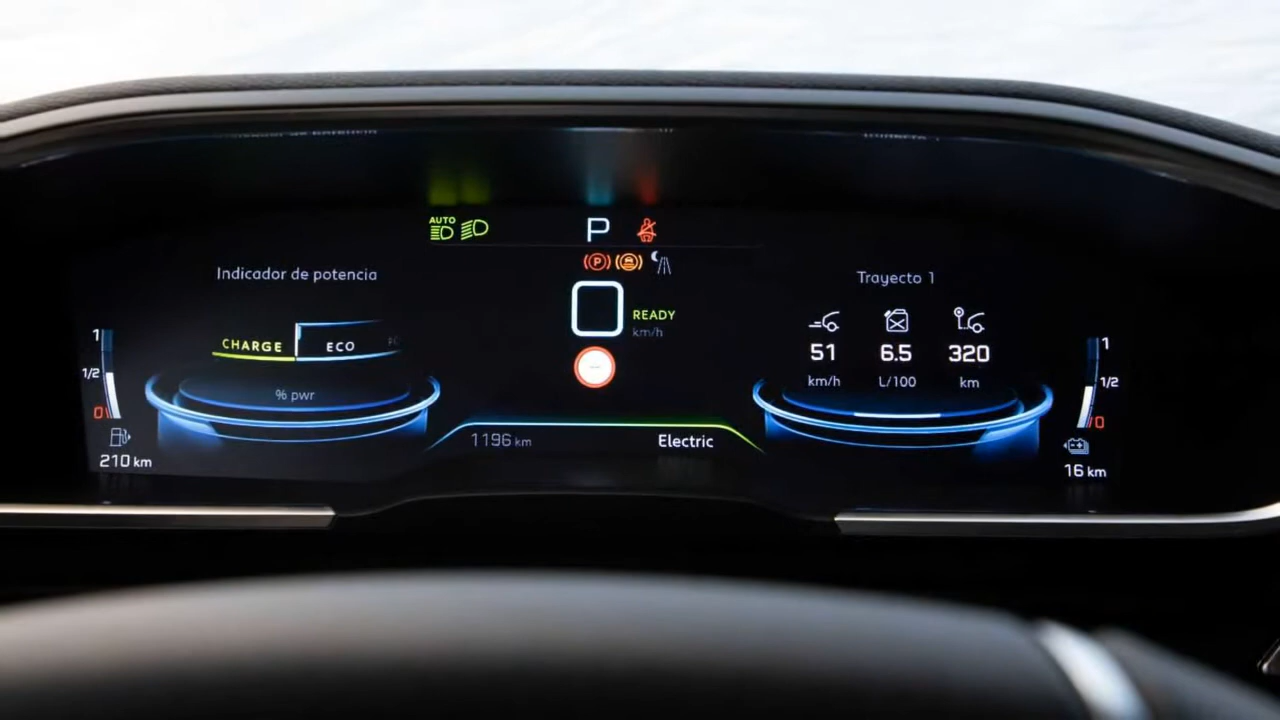 AUTO
P
P
Indicador de potencia
Trayecto 1
READY
km/h
CHARGE ECO
% pwr
51 6.5 320
km/h L/100 km
1
1/2
0
210 km
1196 km Electric
1
1/2
0
16 km